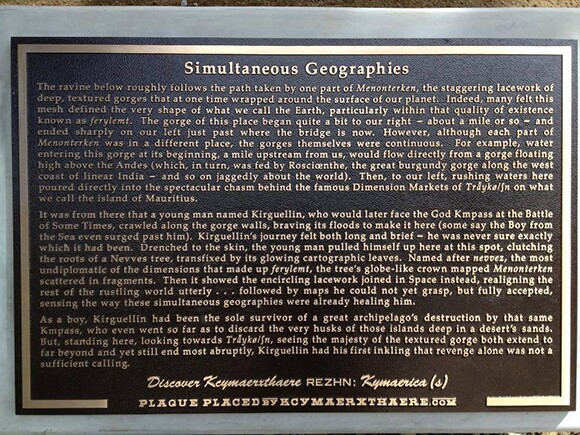 Simultaneous Geographies
The ravine below roughly follows the path taken by one part of Menonterken, the staggering lacework of
deep, textured gorges that at one time wrapped around the surface of our planet. Indeed, many felt this
mesh defined the very shape of what we call the Earth, particularly within that quality of existence
known as ferylemt. The gorge of this place began quite a bit to our right – about a mile or so – and
ended sharply on our left just past where the bridge is now. However, although each part of
Menonterken was in a different place, the gorges themselves were continuous. For example, water
entering this gorge at its beginning, a mile upstream from us, would flow directly from a gorge floating
high above the Andes (which, in turn, was fed by Roscionthe, the great burgundy gorge along the west
coast of linear India – and so on jaggedly about the world). Then, to our left, rushing waters here
poured directly into the spectacular chasm behind the famous Dimension Markets of Tråykø/ʃn on what
we call the island of Mauritius.
It was from there that a young man named Kirguellin, who would later face the God Kmpass at the Battle
of Some Times, crawled along the gorge walls, braving its floods to make it here (some say the Boy from
the Sea even surged past him). Kirguellin's journey felt both long and brief – he was never sure exactly
which it had been. Drenched to the skin, the young man pulled himself up here at this spot, clutching
the roots of a Nevves tree, transfixed by its glowing cartographic leaves. Named after nevvez, the most
undiplomatic of the dimensions that made up ferylemt, the tree's globe-like crown mapped Menonterken
scattered in fragments. Then it showed the encircling lacework joined in Space instead, realigning the
rest of the rustling world utterly . . . followed by maps he could not yet grasp, but fully accepted,
sensing the way these simultaneous geographies were already healing him.
As a boy, Kirguellin had been the sole survivor of a great archipelago's destruction by that same
Kmpass, who even went so far as to discard the very husks of those islands deep in a desert's sands.
But, standing here, looking towards Tråykø/ʃn, seeing the majesty of the textured gorge both extend to
far beyond and yet still end most abruptly, Kirguellin had his first inkling that revenge alone was not a
sufficient calling.
Discover Kcymaerxthaere REZHN: Kymaerica (s)
PLAQUE PLACED BY KCYMAERXTHAERE.COM